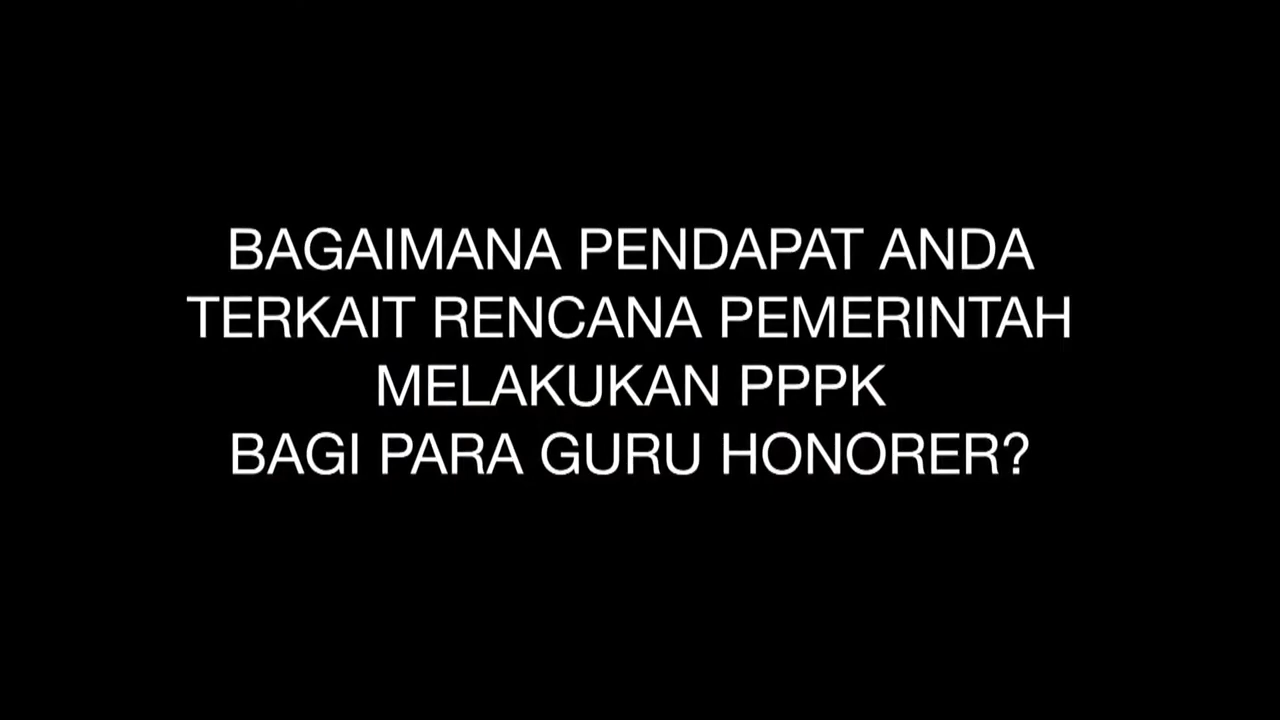 BAGAIMANA PENDAPAT ANDA
TERKAIT RENCANA PEMERINTAH
MELAKUKAN PPPK
BAGI PARA GURU HONORER?